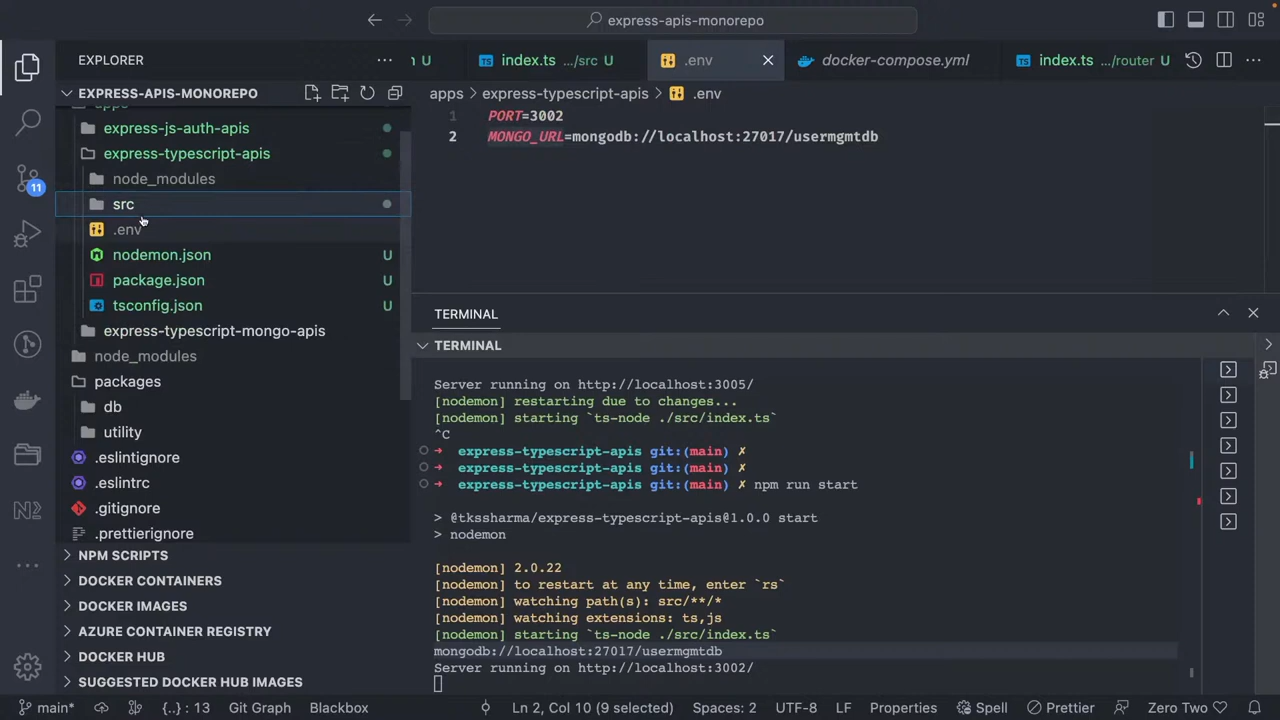 express-apis-monorepo
EXPLORER
U
index.ts .../src U
.env
docker-compose.yml
index.ts .../router U
EXPRESS-APIS-MONOREPO
apps > express-typescript-apis > .env
express-js-auth-apis
express-typescript-apis
node_modules
src
.env
nodemon.json U
package.json U
tsconfig.json U
express-typescript-mongo-apis
node_modules
packages
db
utility
.eslintignore
.eslintrc
.gitignore
.prettierignore
NPM SCRIPTS
DOCKER CONTAINERS
DOCKER IMAGES
AZURE CONTAINER REGISTRY
DOCKER HUB
SUGGESTED DOCKER HUB IMAGES
11
1 PORT=3002
2 MONGO_URL=mongodb://localhost:27017/usermgmtdb
TERMINAL
TERMINAL
Server running on http://localhost:3005/
[nodemon] restarting due to changes...
[nodemon] starting `ts-node ./src/index.ts`
^C
➜ express-typescript-apis git:(main) ✗
➜ express-typescript-apis git:(main) ✗
➜ express-typescript-apis git:(main) ✗ npm run start
> @tkssharma/express-typescript-apis@1.0.0 start
> nodemon
[nodemon] 2.0.22
[nodemon] to restart at any time, enter `rs`
[nodemon] watching path(s): src/**/*
[nodemon] watching extensions: ts,js
[nodemon] starting `ts-node ./src/index.ts`
mongodb://localhost:27017/usermgmtdb
Server running on http://localhost:3002/
main* {..} : 13 Git Graph Blackbox Ln 2, Col 10 (9 selected) Spaces: 2 UTF-8 LF Properties Spell Prettier Zero Two